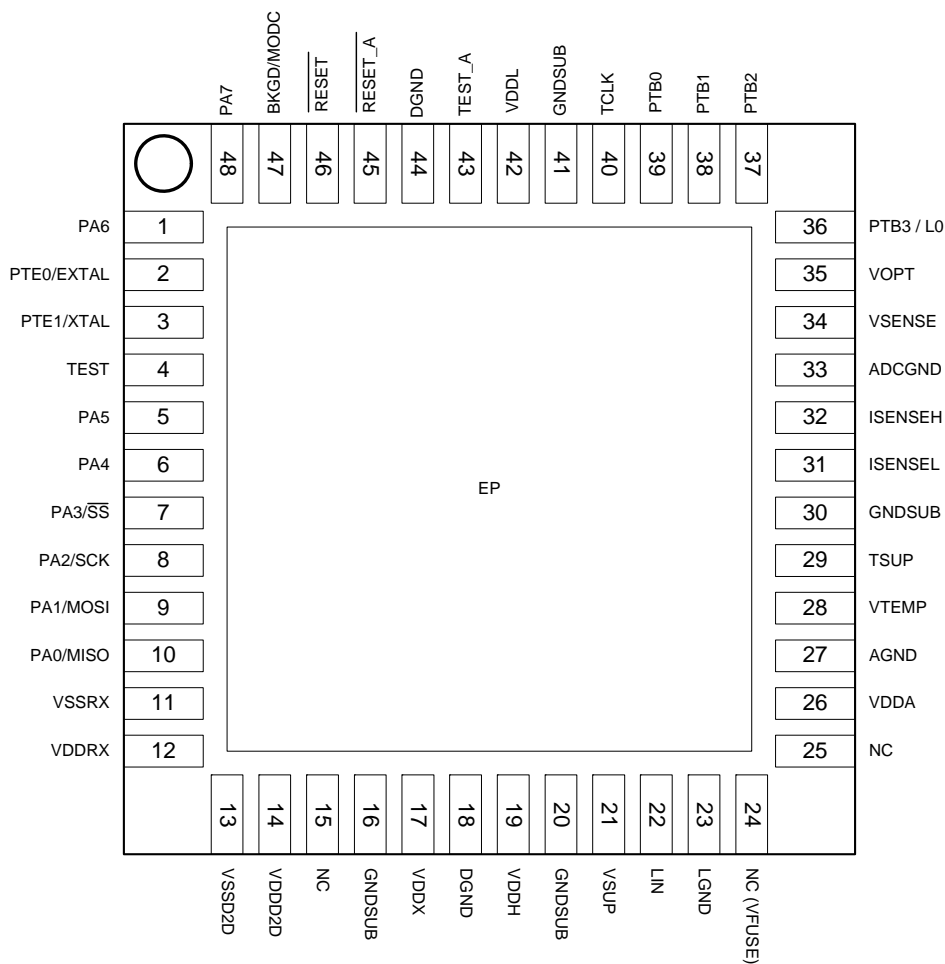 PA7
BKGD/MODC
RESET
RESET_A
DGND
TEST_A
VDDL
GNDSUB
TCLK
PTB0
PTB1
PTB2
48
47
46
45
44
43
42
41
40
39
38
37
PA6 1
PTE0/EXTAL 2
PTE1/XTAL 3
TEST 4
PA5 5
PA4 6
PA3/SS 7
PA2/SCK 8
PA1/MOSI 9
PA0/MISO 10
VSSRX 11
VDDRX 12
EP
36 PTB3 / L0
35 VOPT
34 VSENSE
33 ADCGND
32 ISENSEH
31 ISENSEL
30 GNDSUB
29 TSUP
28 VTEMP
27 AGND
26 VDDA
25 NC
13
14
15
16
17
18
19
20
21
22
23
24
VSSD2D
VDDD2D
NC
GNDSUB
VDDX
DGND
VDDH
GNDSUB
VSUP
LIN
LGND
NC (VFUSE)